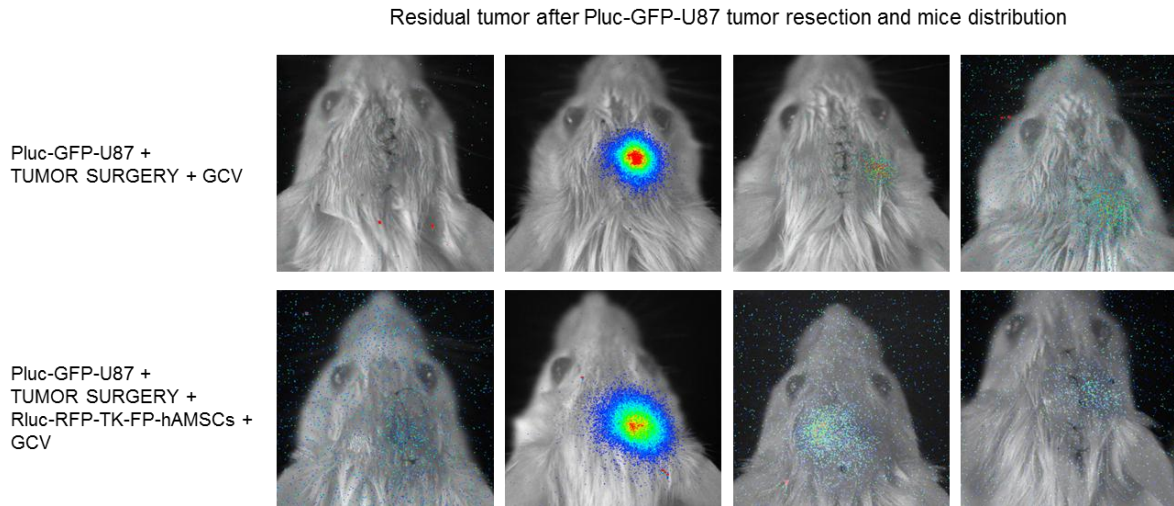 Residual tumor after Pluc-GFP-U87 tumor resection and mice distribution
Pluc-GFP-U87 +
TUMOR SURGERY + GCV
Pluc-GFP-U87 +
TUMOR SURGERY +
Rluc-RFP-TK-FP-hAMSCs +
GCV